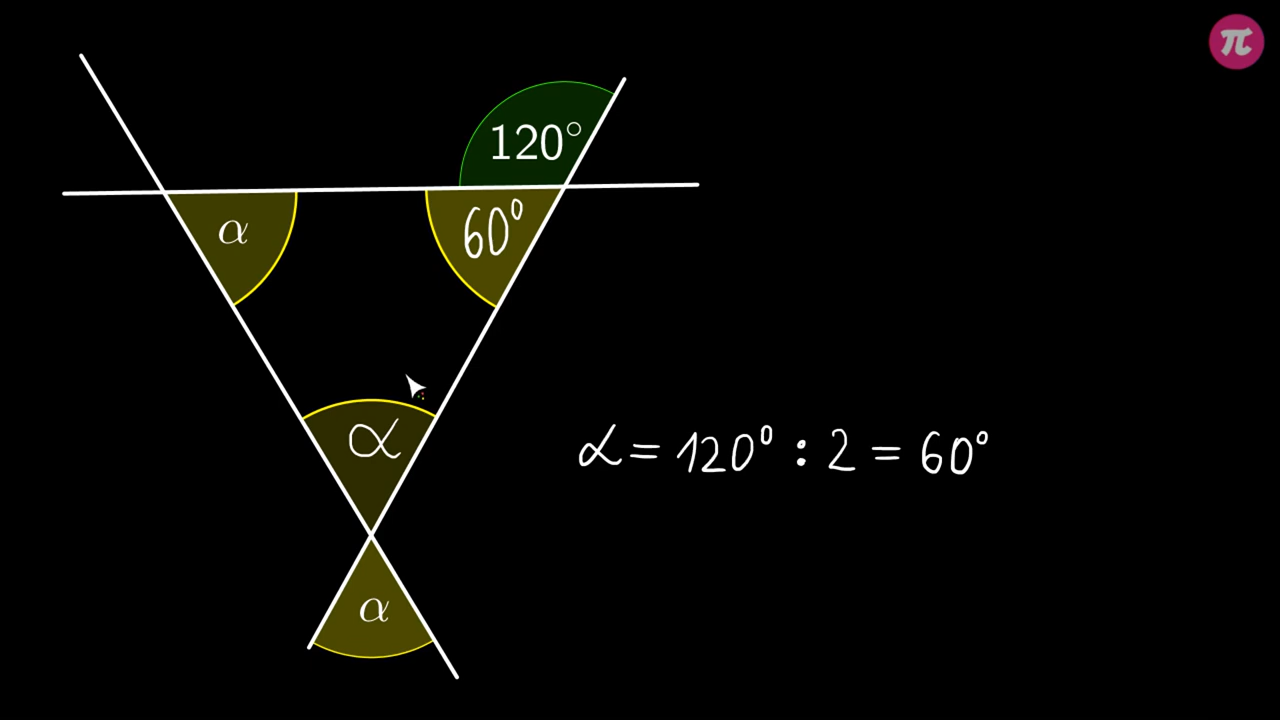 π
120°
α
60°
α
α = 120° : 2 = 60°
α